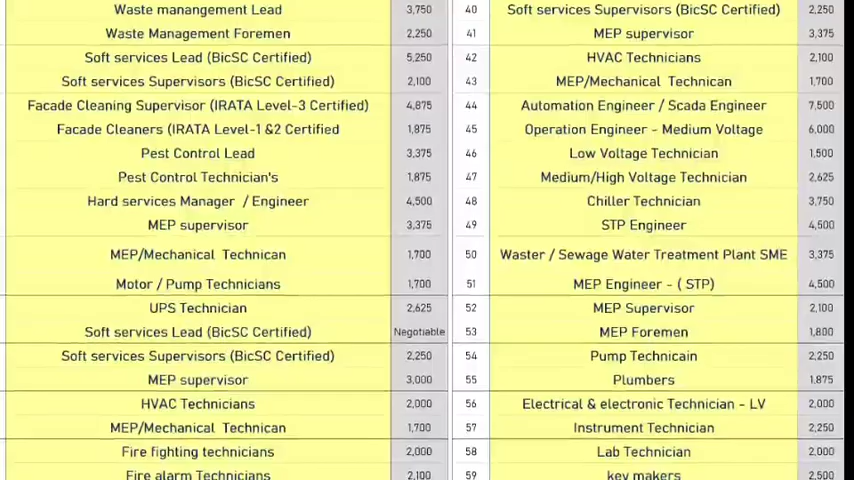 Waste manangement Lead 3,750
Waste Management Foremen 2,250
Soft services Lead (BicSC Certified) 5,250
Soft services Supervisors (BicSC Certified) 2,100
Facade Cleaning Supervisor (IRATA Level-3 Certified) 4,875
Facade Cleaners (IRATA Level-1 &2 Certified 1,875
Pest Control Lead 3,375
Pest Control Technician's 1,875
Hard services Manager / Engineer 4,500
MEP supervisor 3,375
MEP/Mechanical Technican 1,700
Motor / Pump Technicians 1,700
UPS Technician 2,625
Soft services Lead (BicSC Certified) Negotiable
Soft services Supervisors (BicSC Certified) 2,250
MEP supervisor 3,000
HVAC Technicians 2,000
MEP/Mechanical Technican 1,700
Fire fighting technicians 2,000
Fire alarm Technicians 2,100
40 Soft services Supervisors (BicSC Certified) 2,250
41 MEP supervisor 3,375
42 HVAC Technicians 2,100
43 MEP/Mechanical Technican 1,700
44 Automation Engineer / Scada Engineer 7,500
45 Operation Engineer - Medium Voltage 6,000
46 Low Voltage Technician 1,500
47 Medium/High Voltage Technician 2,625
48 Chiller Technician 3,750
49 STP Engineer 4,500
50 Waster / Sewage Water Treatment Plant SME 3,375
51 MEP Engineer - ( STP) 4,500
52 MEP Supervisor 2,100
53 MEP Foremen 1,800
54 Pump Technicain 2,250
55 Plumbers 1,875
56 Electrical & electronic Technician - LV 2,000
57 Instrument Technician 2,250
58 Lab Technician 2,000
59 key makers 2,500